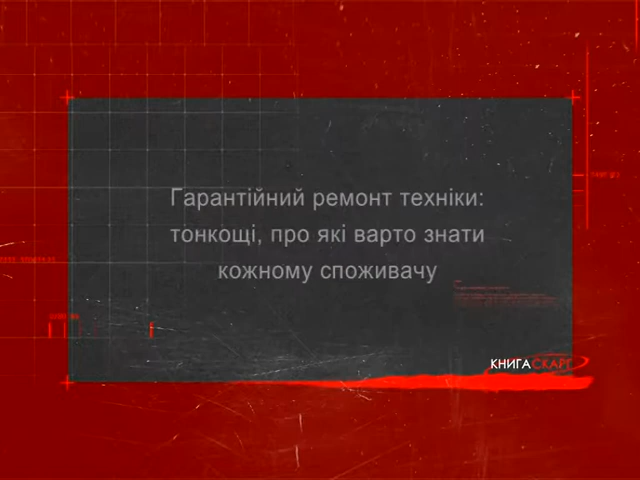 Гарантійний ремонт техніки:
тонкощі, про які варто знати
кожному споживачу
КНИГА СКАРГ